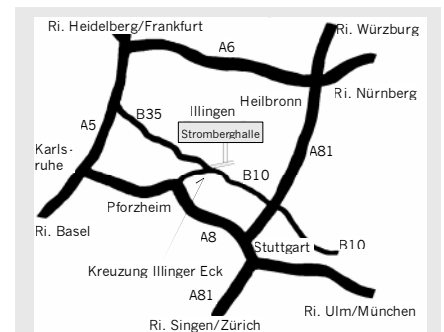 Ri. Heidelberg/Frankfurt
Ri. Würzburg
A6
Ri. Nürnberg
Heilbronn
Illingen
B35
Stromberghalle
A5
Karls-
ruhe
A81
B10
Pforzheim
Ri. Basel
A8
Stuttgart
B10
Kreuzung Illinger Eck
A81
Ri. Ulm/München
Ri. Singen/Zürich